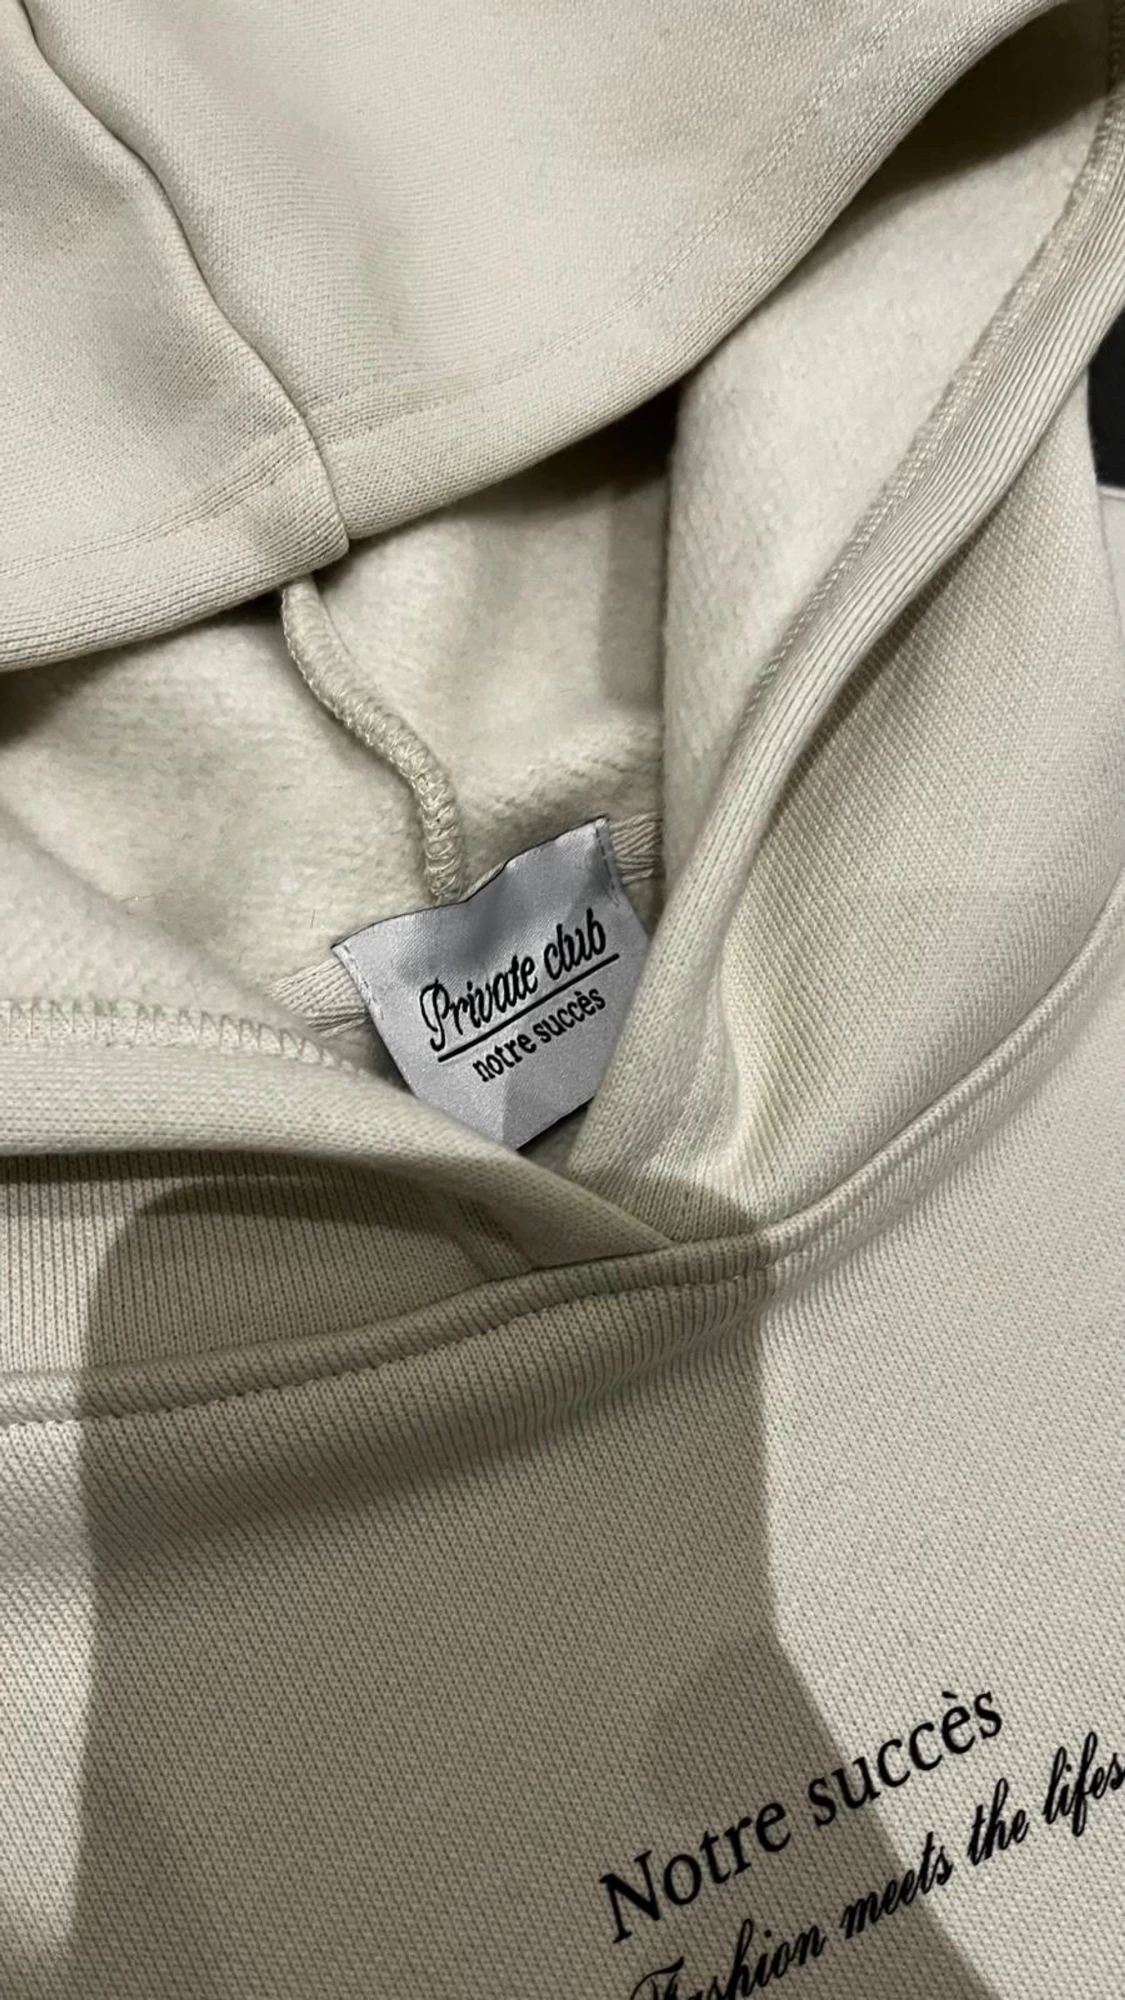 Private club
notre succès
Notre succès
Fashion meets the lifes